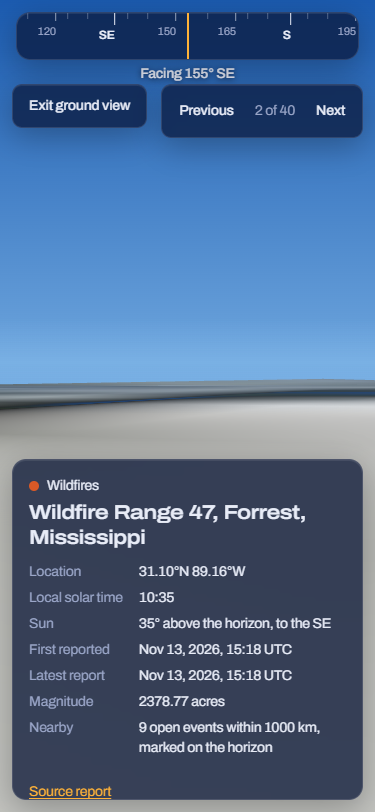 120 SE 150 165 S 195
Facing 155° SE
Exit ground view
Previous 2 of 40 Next
Wildfires
Wildfire Range 47, Forrest,
Mississippi
Location 31.10°N 89.16°W
Local solar time 10:35
Sun 35° above the horizon, to the SE
First reported Nov 13, 2026, 15:18 UTC
Latest report Nov 13, 2026, 15:18 UTC
Magnitude 2378.77 acres
Nearby 9 open events within 1000 km,
marked on the horizon
Source report